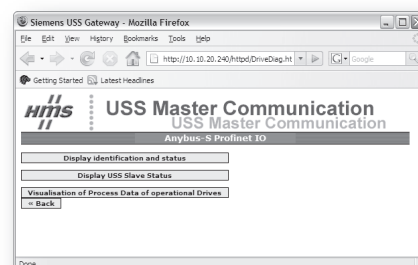 Siemens USS Gateway - Mozilla Firefox
File Edit View History Bookmarks Tools Help
http://10.10.20.240/httpd/DriveDiag.ht
Google
Getting Started Latest Headlines
HMS
USS Master Communication
USS Master Communication
Anybus-S Profinet IO
Display identification and status
Display USS Slave Status
Visualisation of Process Data of operational Drives
« Back
Done